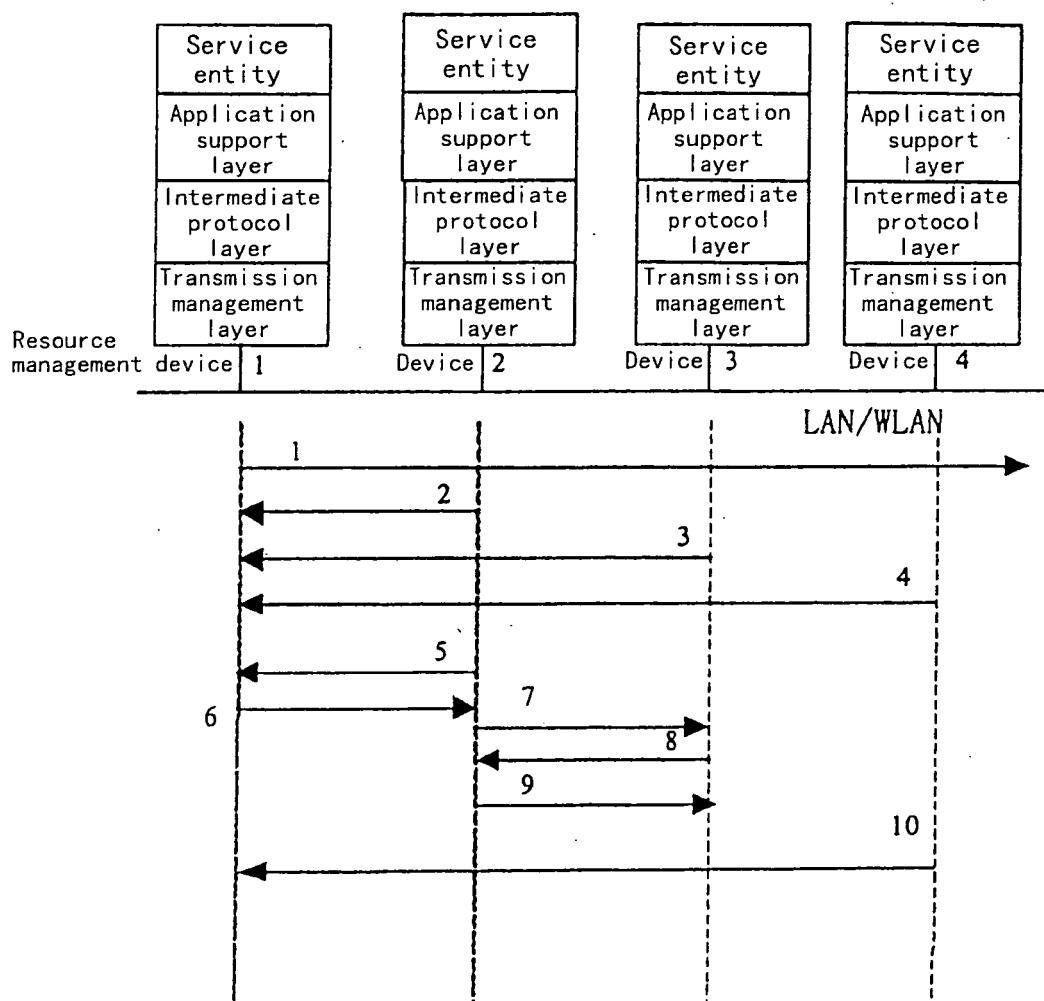 Service
entity
Application
support
layer
Intermediate
protocol
layer
Transmission
management
layer
Service
entity
Application
support
layer
Intermediate
protocol
layer
Transmission
management
layer
Service
entity
Application
support
layer
Intermediate
protocol
layer
Transmission
management
layer
Service
entity
Application
support
layer
Intermediate
protocol
layer
Transmission
management
layer
Resource
management device 1
Device 2
Device 3
Device 4
LAN/WLAN
1
2
3
4
5
6
7
8
9
10